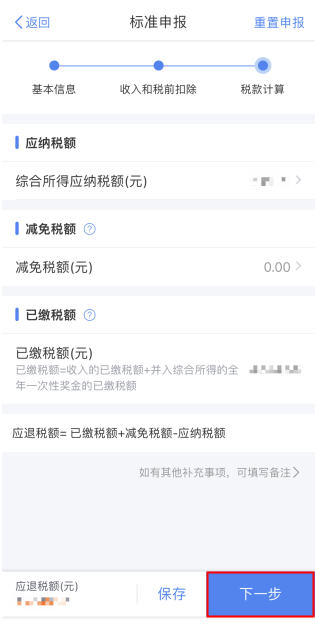 返回
标准申报
重置申报
基本信息
收入和税前扣除
税款计算
应纳税额
综合所得应纳税额(元)
减免税额 ?
减免税额(元)
0.00
已缴税额 ?
已缴税额(元)
已缴税额=收入的已缴税额+并入综合所得的全
年一次性奖金的已缴税额
应退税额= 已缴税额+减免税额-应纳税额
如有其他补充事项，可填写备注
应退税额(元)
保存
下一步